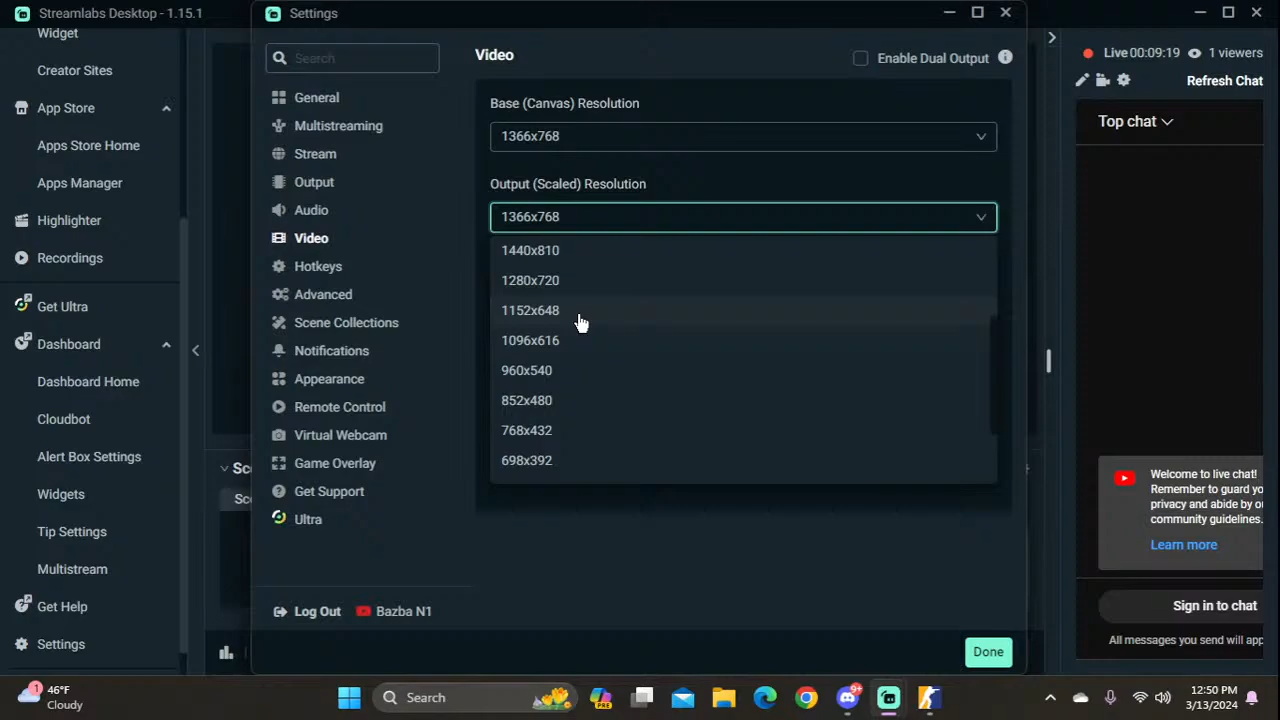 Streamlabs Desktop - 1.15.1
Widget
Creator Sites
App Store
Apps Store Home
Apps Manager
Highlighter
Recordings
Get Ultra
Dashboard
Dashboard Home
Cloudbot
Alert Box Settings
Widgets
Tip Settings
Multistream
Get Help
Settings
Settings
Search
General
Multistreaming
Stream
Output
Audio
Video
Hotkeys
Advanced
Scene Collections
Notifications
Appearance
Remote Control
Virtual Webcam
Game Overlay
Get Support
Ultra
Log Out Bazba N1
Video
Enable Dual Output
Base (Canvas) Resolution
1366x768
Output (Scaled) Resolution
1366x768
1440x810
1280x720
1152x648
1096x616
960x540
852x480
768x432
698x392
Done
Live 00:09:19 1 viewers
Refresh Chat
Top chat
Welcome to live chat!
Remember to guard yo
privacy and abide by ou
community guidelines.
Learn more
Sign in to chat
All messages you send will app
46°F
Cloudy
1
Search
PRE
9+
12:50 PM
3/13/2024